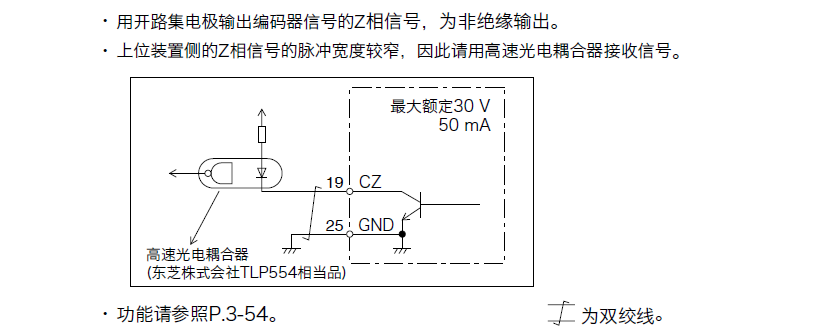 ・用开路集电极输出编码器信号的Z相信号，为非绝缘输出。
・上位装置侧的Z相信号的脉冲宽度较窄，因此请用高速光电耦合器接收信号。
最大额定30 V
50 mA
19 CZ
25 GND
高速光电耦合器
(东芝株式会社TLP554相当品)
・功能请参照P.3-54。
为双绞线。